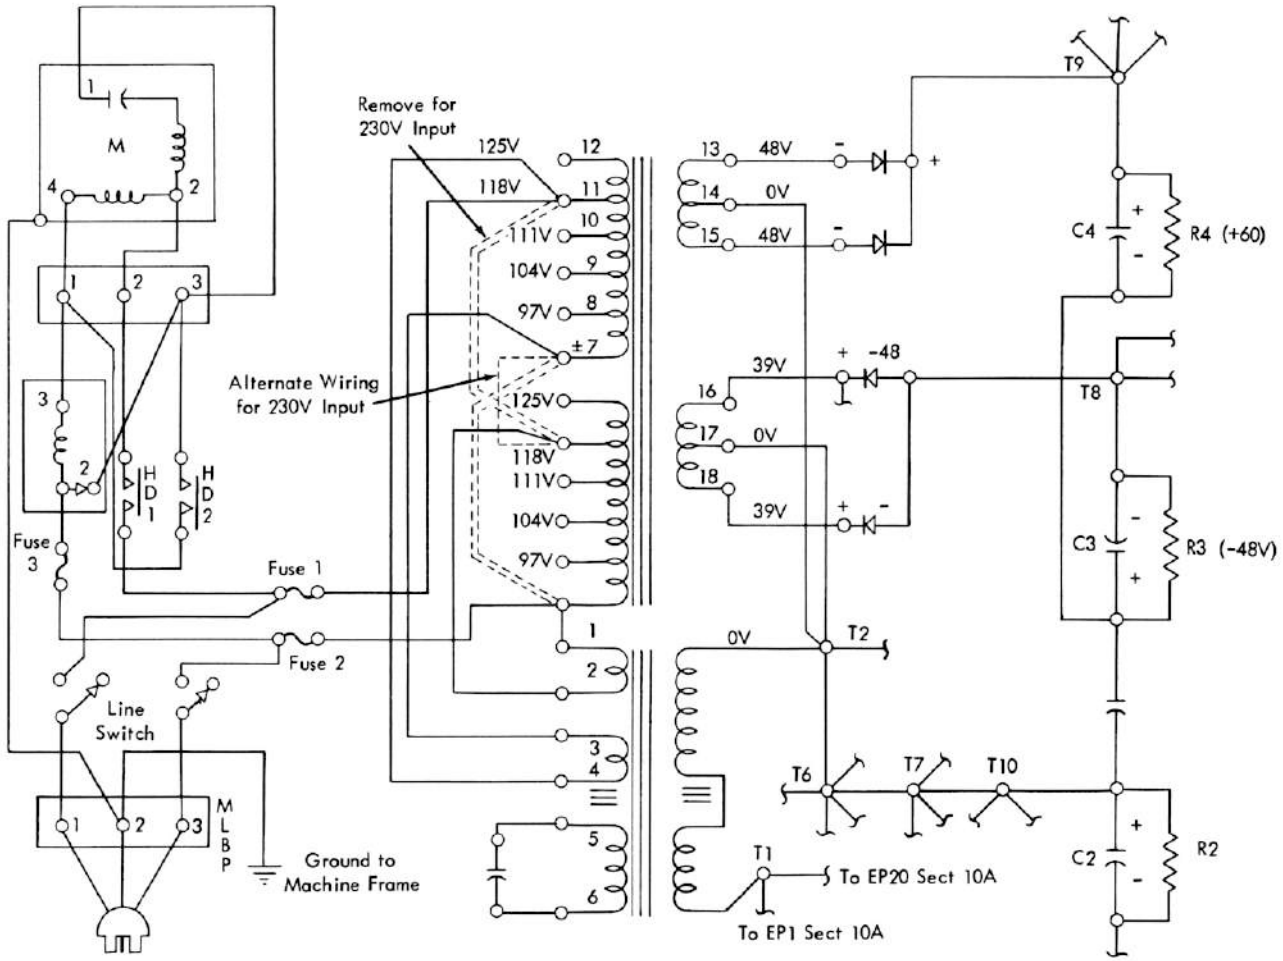 1
M
4
2
1
2
3
3
2
H
D
1
H
D
2
Fuse
3
Fuse 1
Fuse 2
Line
Switch
1
2
3
M
L
B
P
Ground to
Machine Frame
Remove for
230V Input
Alternate Wiring
for 230V Input
125V
118V
12
11
10
111V
9
104V
8
97V
±7
125V
118V
111V
104V
97V
1
2
3
4
5
6
13
48V
-
+
14
0V
15
48V
-
16
39V
+
-48
17
0V
18
39V
+
-
0V
T2
T6
T7
T10
T1
To EP20 Sect 10A
To EP1 Sect 10A
T9
C4
+
-
R4 (+60)
T8
C3
-
+
R3 (-48V)
C2
+
-
R2